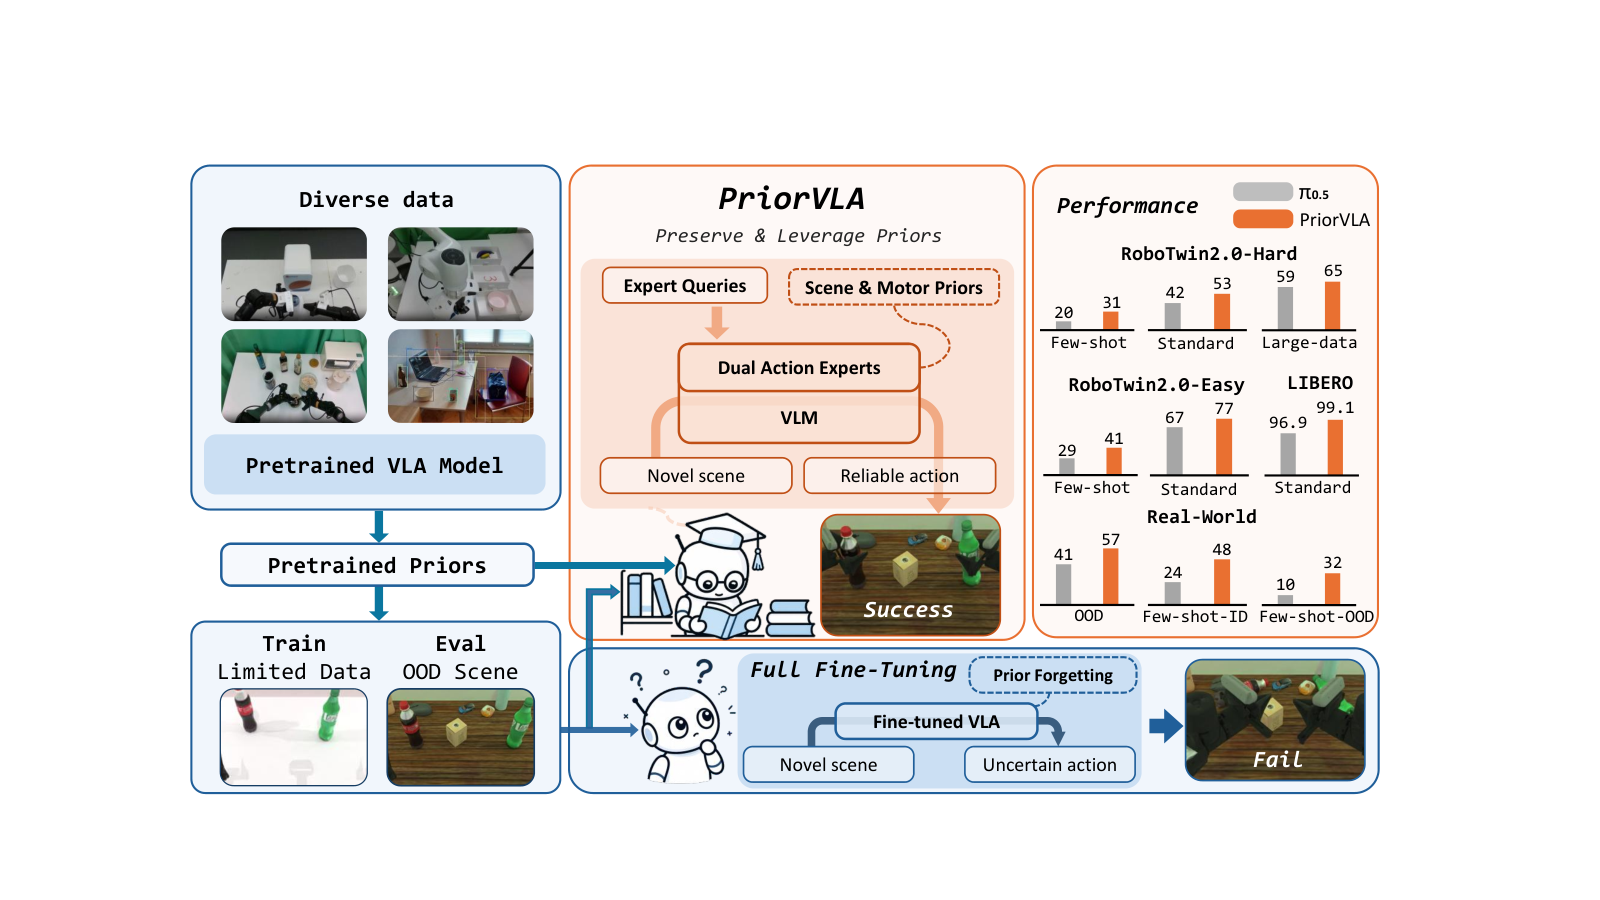 Diverse data
Pretrained VLA Model
Pretrained Priors
Train
Limited Data
Eval
OOD Scene
PriorVLA
Preserve & Leverage Priors
Expert Queries
Scene & Motor Priors
Dual Action Experts
VLM
Novel scene
Reliable action
Success
Performance
π0.5
PriorVLA
RoboTwin2.0-Hard
20
31
Few-shot
42
53
Standard
59
65
Large-data
RoboTwin2.0-Easy
29
41
Few-shot
67
77
Standard
LIBERO
96.9
99.1
Standard
Real-World
41
57
OOD
24
48
Few-shot-ID
10
32
Few-shot-OOD
? ? ?
Full Fine-Tuning
Prior Forgetting
Fine-tuned VLA
Novel scene
Uncertain action
Fail